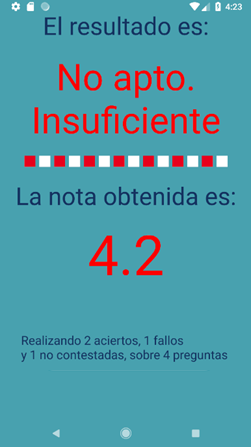 4:23
El resultado es:
No apto.
Insuficiente
La nota obtenida es:
4.2
Realizando 2 aciertos, 1 fallos
y 1 no contestadas, sobre 4 preguntas